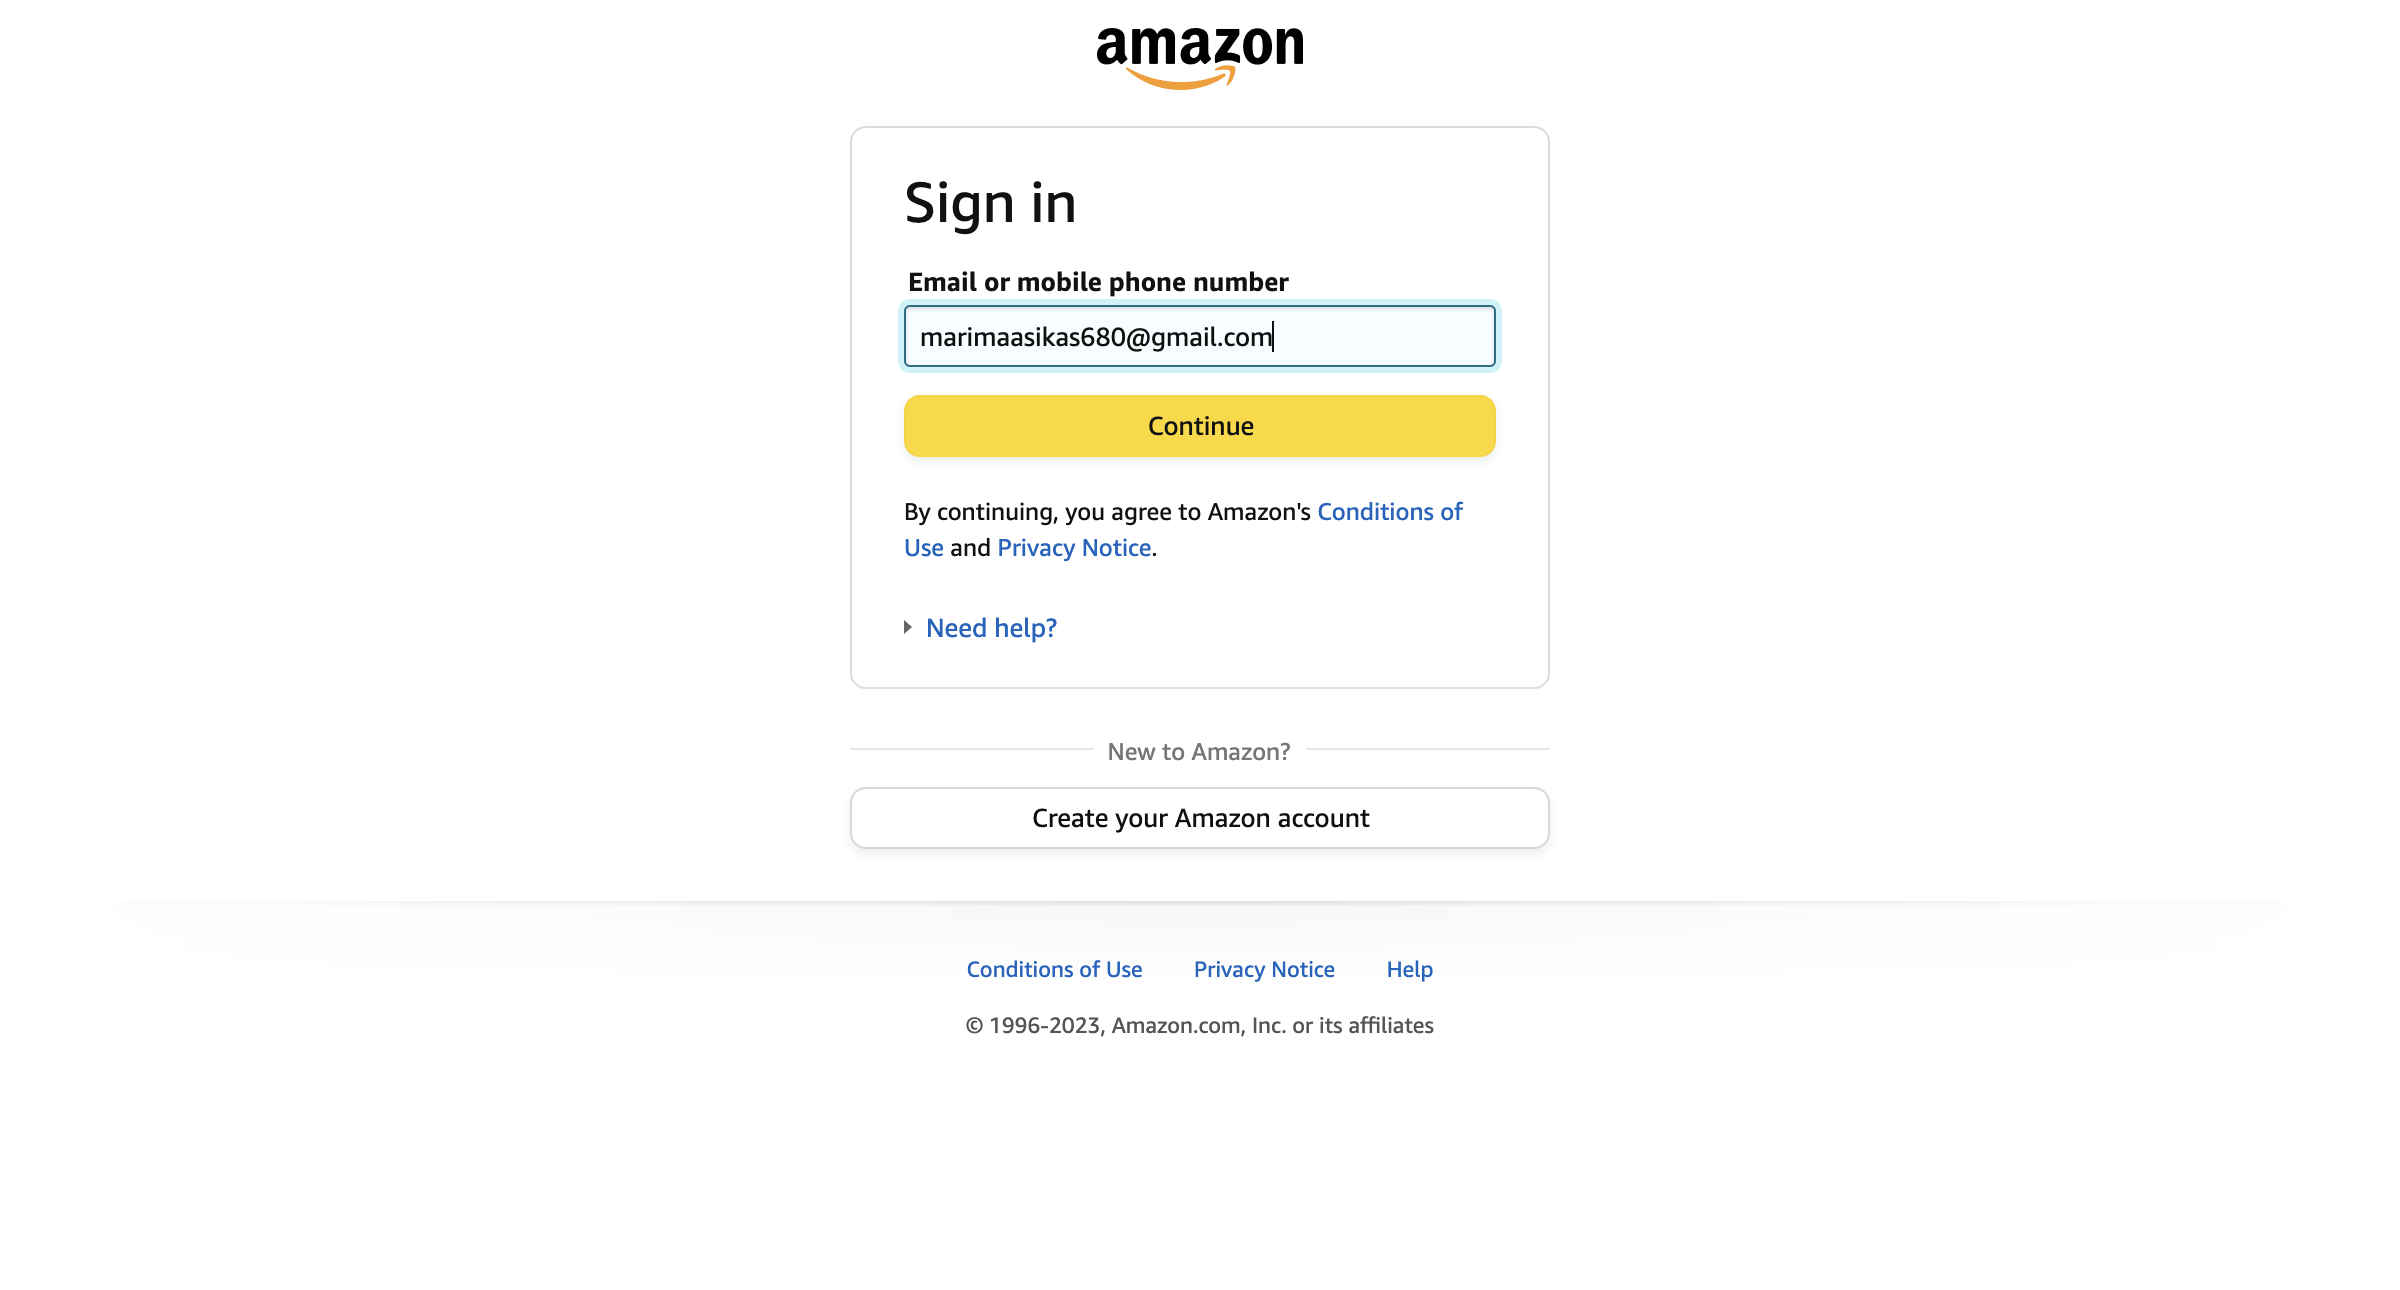 amazon
Sign in
Email or mobile phone number
marimaasikas680@gmail.com
Continue
By continuing, you agree to Amazon's Conditions of
Use and Privacy Notice.
Need help?
New to Amazon?
Create your Amazon account
Conditions of Use Privacy Notice Help
© 1996-2023, Amazon.com, Inc. or its affiliates